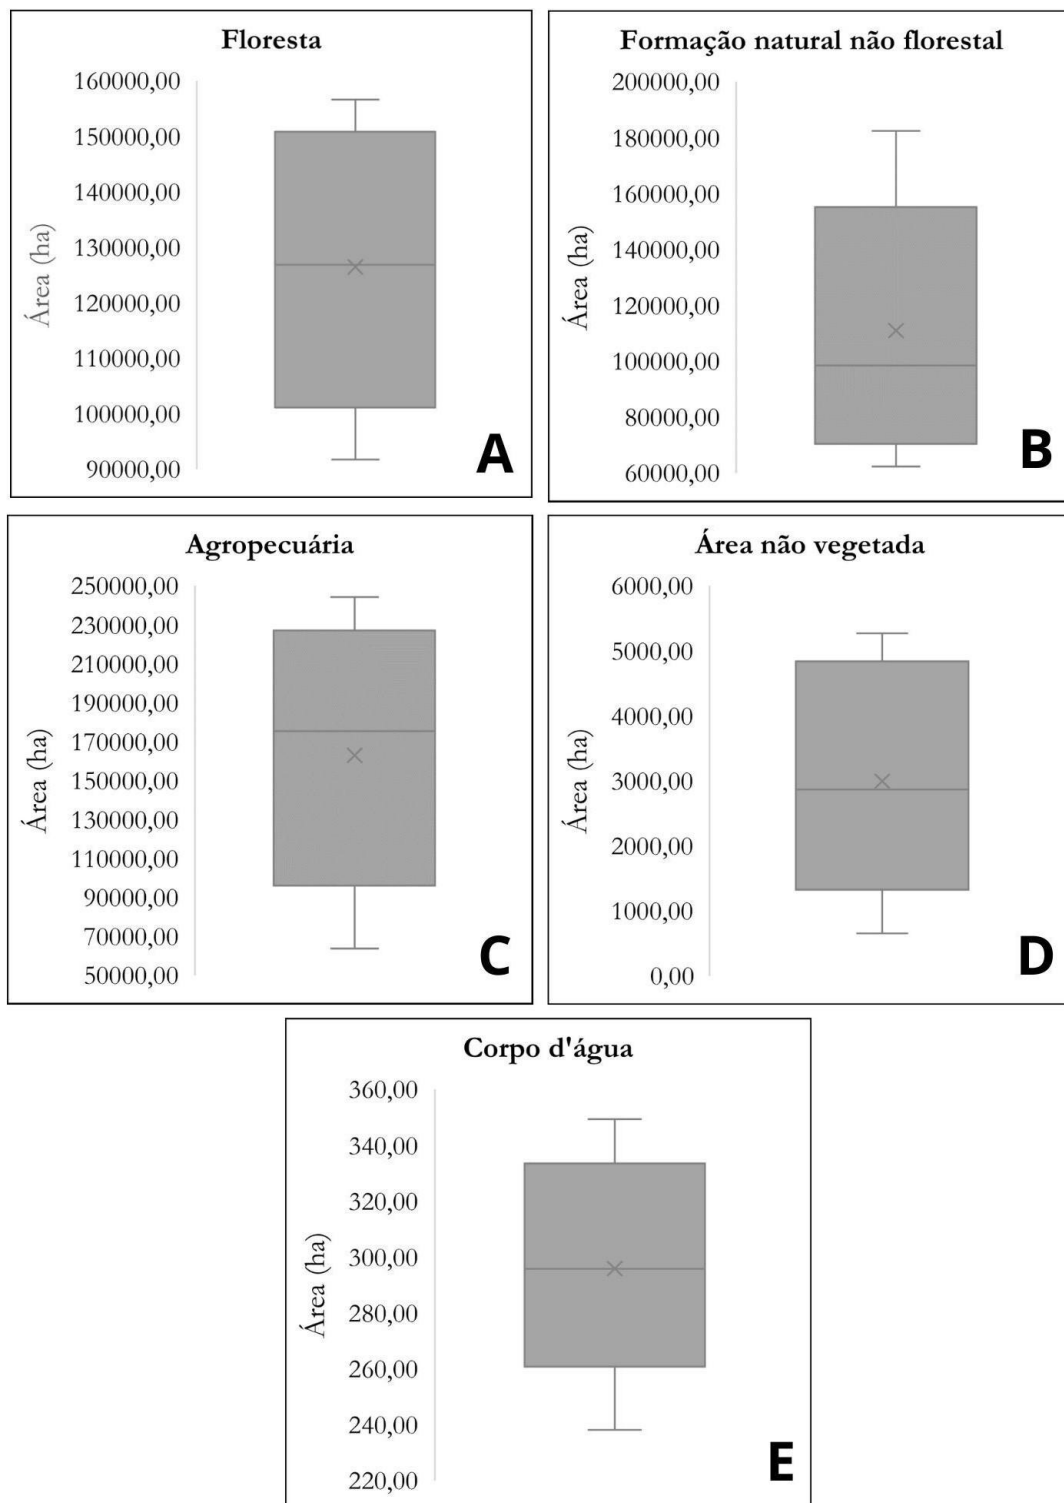 Floresta
160000,00
150000,00
140000,00
130000,00
120000,00
110000,00
100000,00
90000,00
Área (ha)
A
Formação natural não florestal
200000,00
180000,00
160000,00
140000,00
120000,00
100000,00
80000,00
60000,00
Área (ha)
B
Agropecuária
250000,00
230000,00
210000,00
190000,00
170000,00
150000,00
130000,00
110000,00
90000,00
70000,00
50000,00
Área (ha)
C
Área não vegetada
6000,00
5000,00
4000,00
3000,00
2000,00
1000,00
0,00
Área (ha)
D
Corpo d'água
360,00
340,00
320,00
300,00
280,00
260,00
240,00
220,00
Área (ha)
E